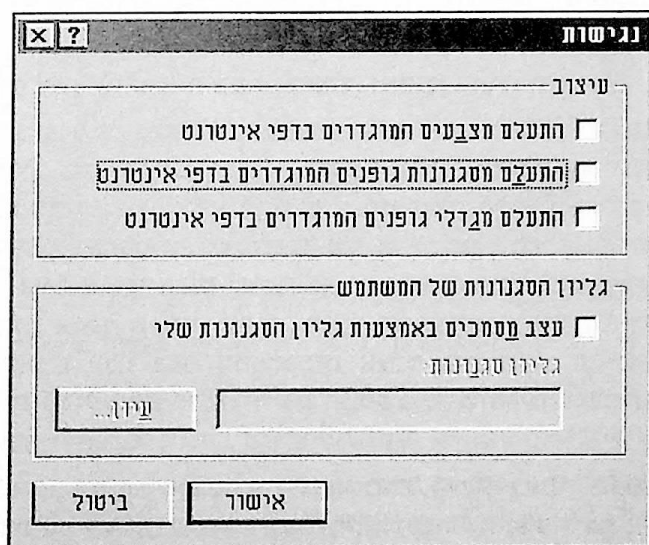 נגישות
עיצוב
התעלם מצבעים המוגדרים בדפי אינטרנט
התעלם מסגנונות גופנים המוגדרים בדפי אינטרנט
התעלם מגדלי גופנים המוגדרים בדפי אינטרנט
גליון הסגנונות של המשתמש
עצב מסמכים באמצעות גליון הסגנונות שלי
גליון סגנונות:
עיון...
אישור
ביטול